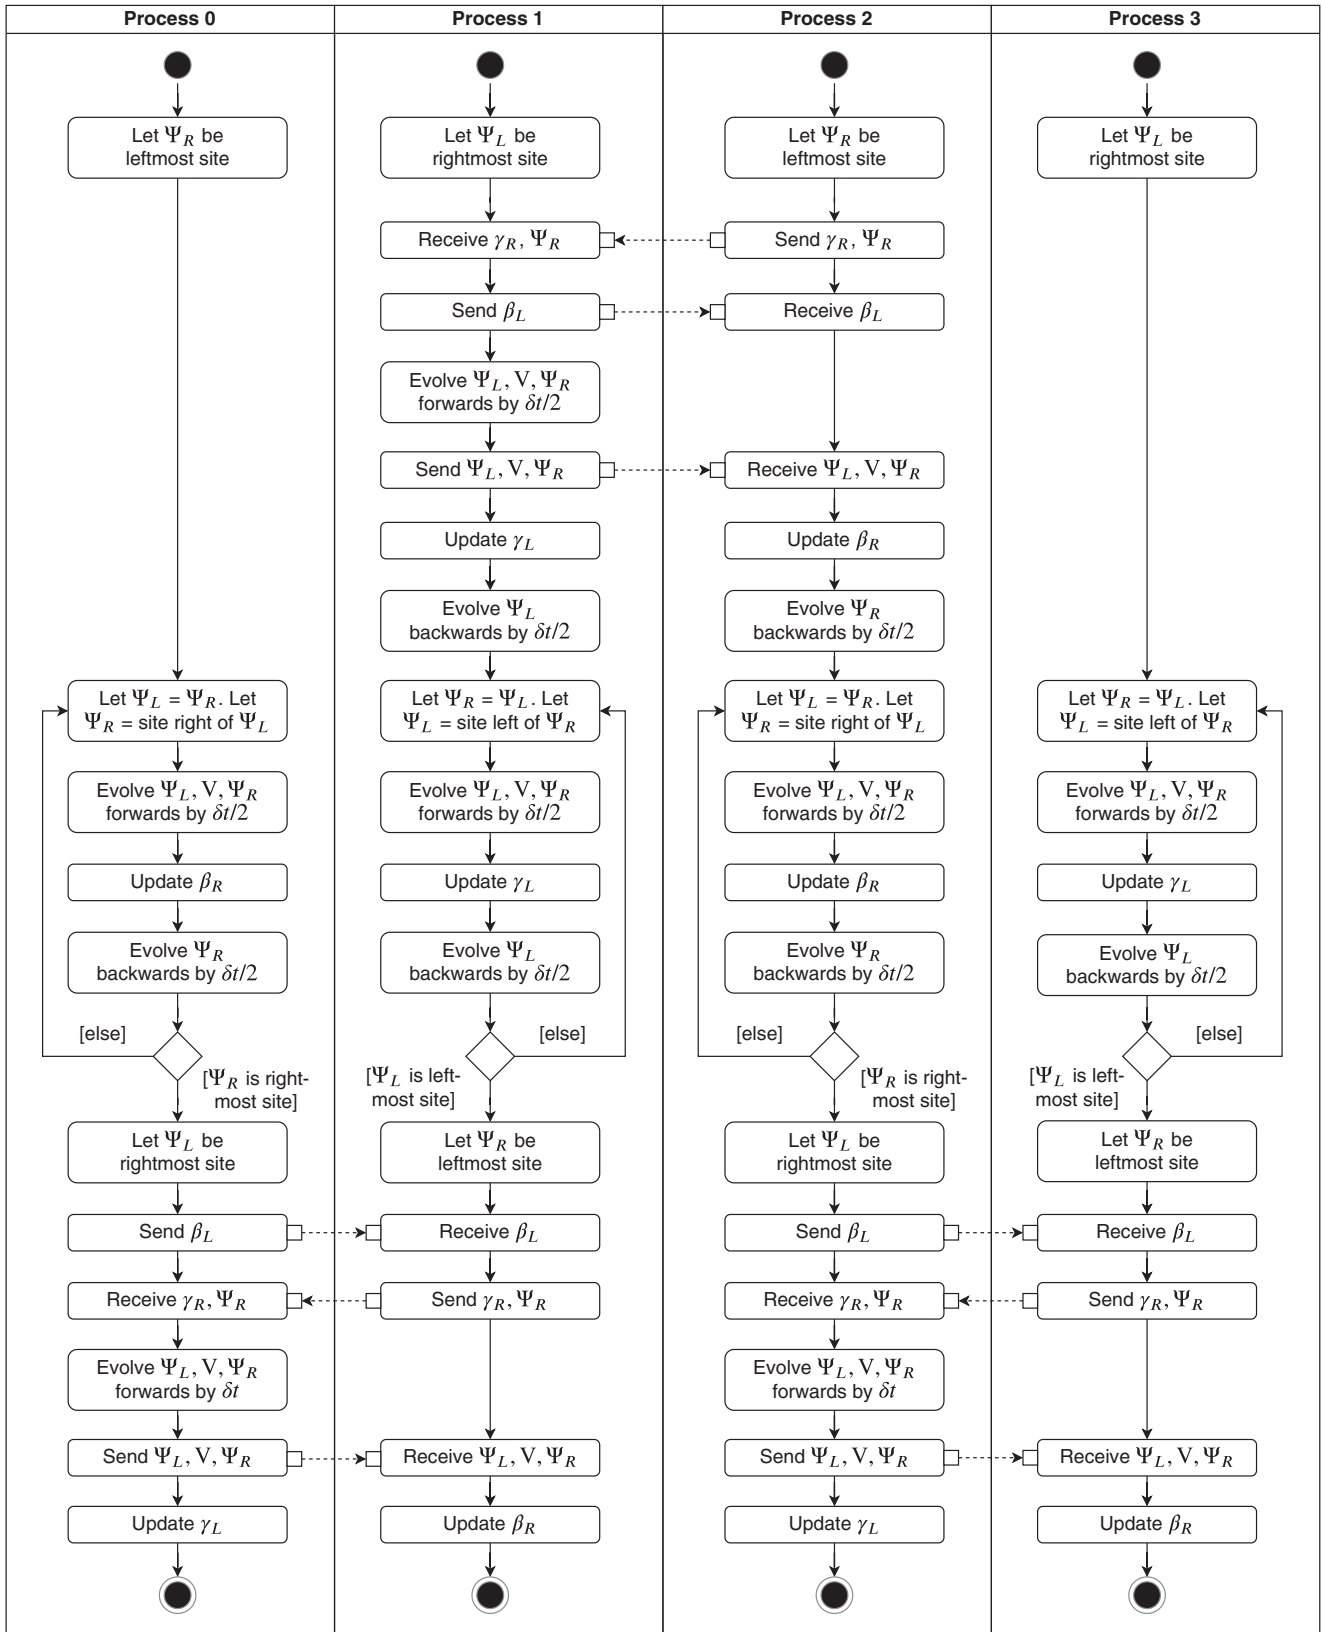 Process 0
Process 1
Process 2
Process 3
Let Ψ_R be
leftmost site
Let Ψ_L be
rightmost site
Let Ψ_R be
leftmost site
Let Ψ_L be
rightmost site
Receive γ_R, Ψ_R
Send γ_R, Ψ_R
Send β_L
Receive β_L
Evolve Ψ_L, V, Ψ_R
forwards by δt/2
Send Ψ_L, V, Ψ_R
Receive Ψ_L, V, Ψ_R
Update γ_L
Update β_R
Evolve Ψ_L
backwards by δt/2
Evolve Ψ_R
backwards by δt/2
Let Ψ_L = Ψ_R. Let
Ψ_R = site right of Ψ_L
Let Ψ_R = Ψ_L. Let
Ψ_L = site left of Ψ_R
Let Ψ_L = Ψ_R. Let
Ψ_R = site right of Ψ_L
Let Ψ_R = Ψ_L. Let
Ψ_L = site left of Ψ_R
Evolve Ψ_L, V, Ψ_R
forwards by δt/2
Evolve Ψ_L, V, Ψ_R
forwards by δt/2
Evolve Ψ_L, V, Ψ_R
forwards by δt/2
Evolve Ψ_L, V, Ψ_R
forwards by δt/2
Update β_R
Update γ_L
Update β_R
Update γ_L
Evolve Ψ_R
backwards by δt/2
Evolve Ψ_L
backwards by δt/2
Evolve Ψ_R
backwards by δt/2
Evolve Ψ_L
backwards by δt/2
[else]
[else]
[else]
[else]
[Ψ_R is right-
most site]
[Ψ_L is left-
most site]
[Ψ_R is right-
most site]
[Ψ_L is left-
most site]
Let Ψ_L be
rightmost site
Let Ψ_R be
leftmost site
Let Ψ_L be
rightmost site
Let Ψ_R be
leftmost site
Send β_L
Receive β_L
Send β_L
Receive β_L
Receive γ_R, Ψ_R
Send γ_R, Ψ_R
Receive γ_R, Ψ_R
Send γ_R, Ψ_R
Evolve Ψ_L, V, Ψ_R
forwards by δt
Evolve Ψ_L, V, Ψ_R
forwards by δt
Send Ψ_L, V, Ψ_R
Receive Ψ_L, V, Ψ_R
Send Ψ_L, V, Ψ_R
Receive Ψ_L, V, Ψ_R
Update γ_L
Update β_R
Update γ_L
Update β_R